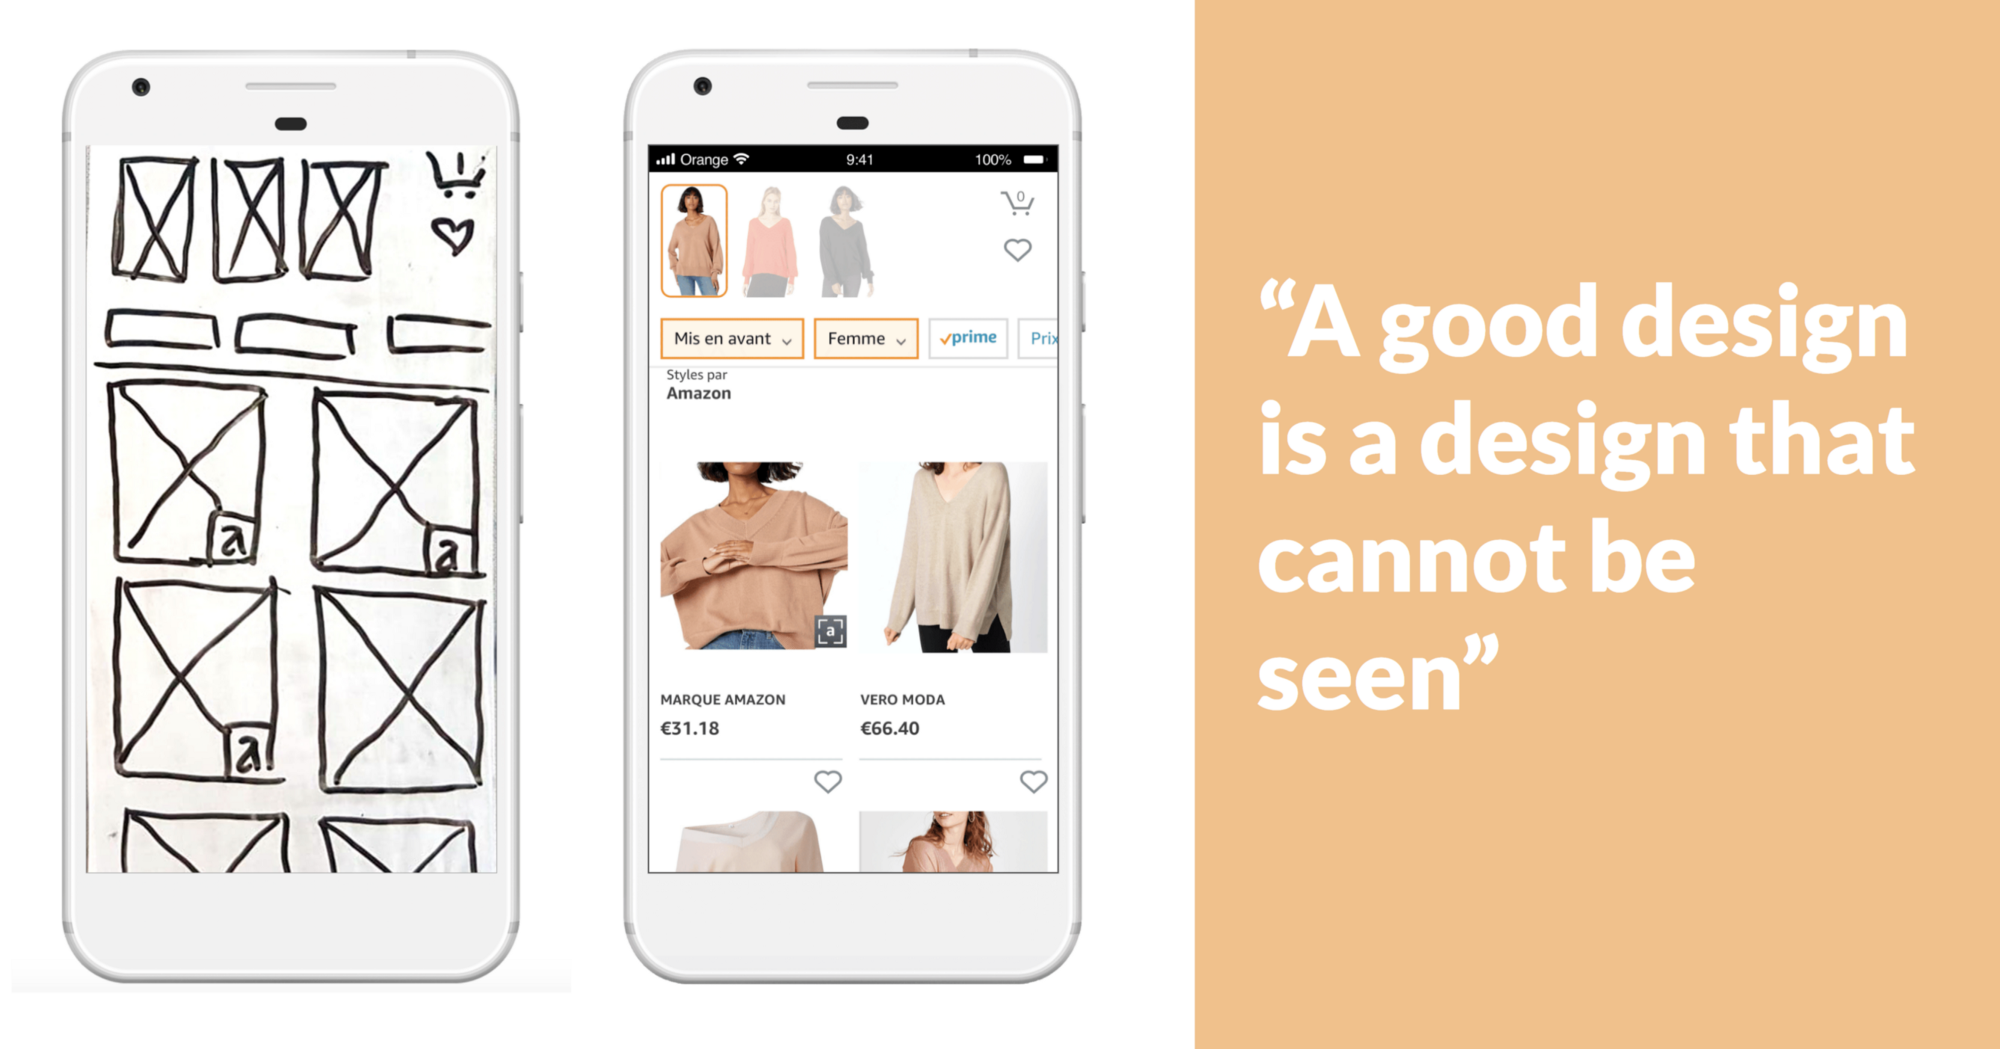 a
a
a
Orange
9:41
100%
0
Mis en avant
Femme
prime
Prix
Styles par
Amazon
a
MARQUE AMAZON
€31.18
VERO MODA
€66.40
“A good design
is a design that
cannot be
seen”